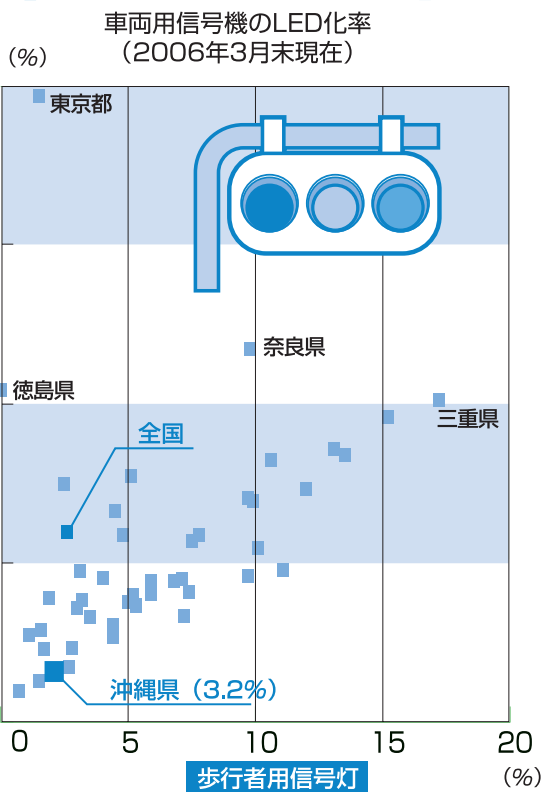 車両用信号機のLED化率
(%)
（2006年3月末現在）
東京都
奈良県
徳島県
三重県
全国
沖縄県（3.2%）
0 5 10 15 20
歩行者用信号灯
(%)